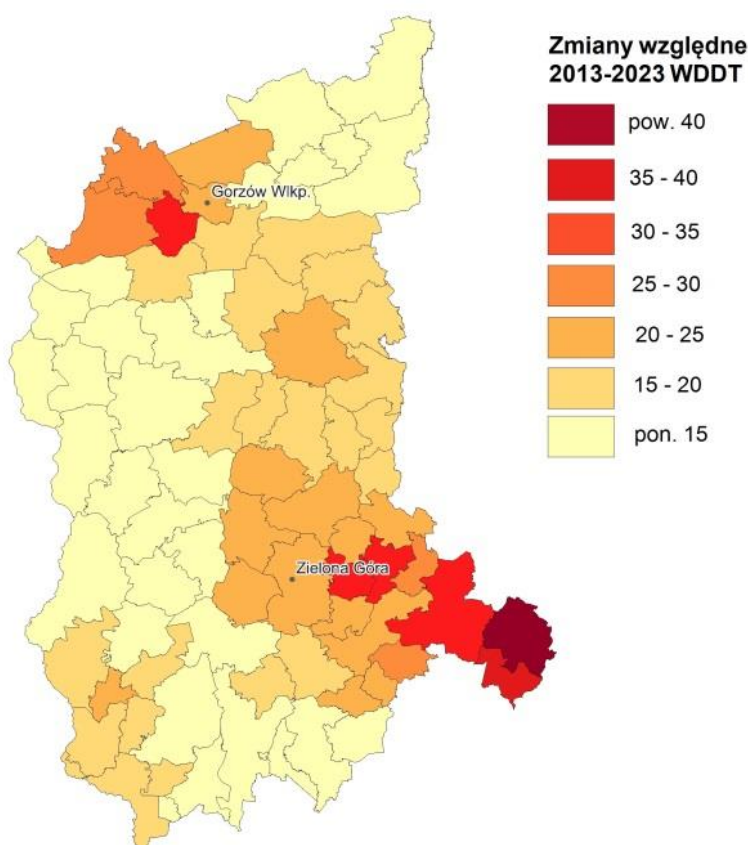 Zmiany względne
2013-2023 WDDT
pow. 40
35 - 40
30 - 35
25 - 30
20 - 25
15 - 20
pon. 15
Gorzów Wlkp.
Zielona Góra